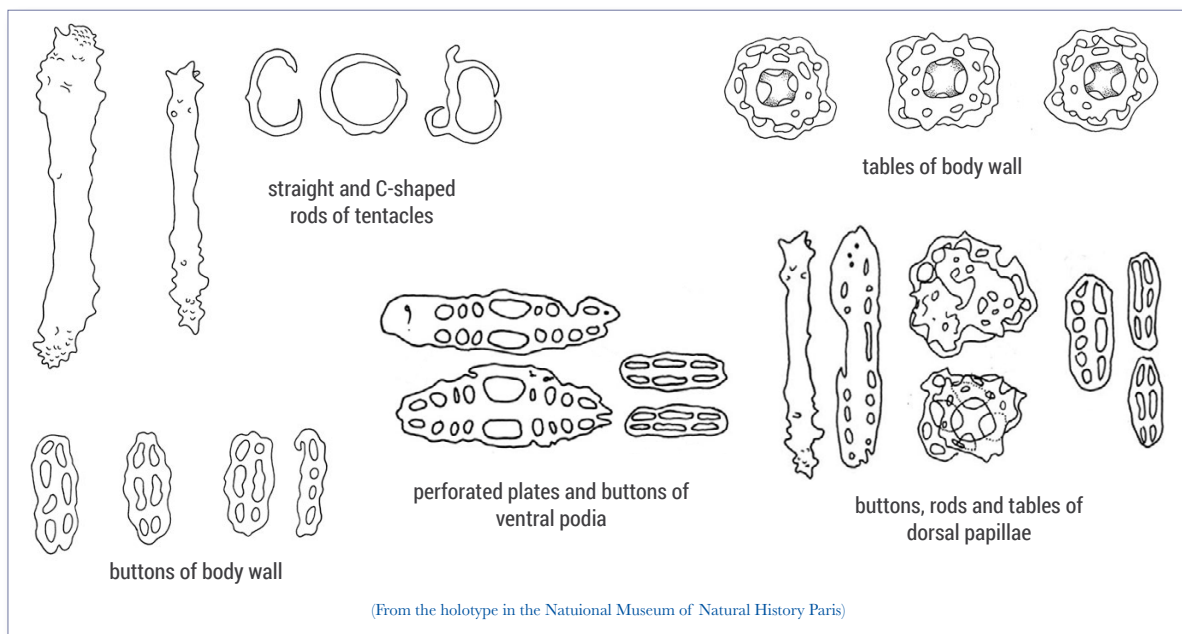 straight and C-shaped
rods of tentacles
tables of body wall
perforated plates and buttons of
ventral podia
buttons, rods and tables of
dorsal papillae
buttons of body wall
(From the holotype in the Natuional Museum of Natural History Paris)